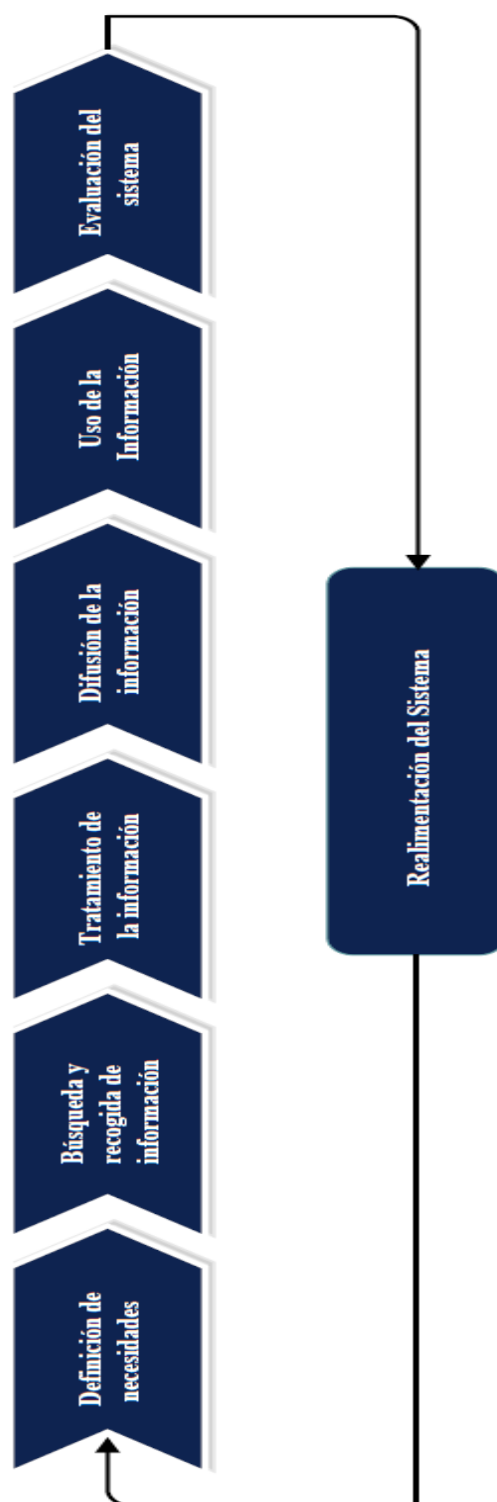 Definición de
necesidades
Búsqueda y
recogida de
información
Tratamiento de
la información
Difusión de la
información
Uso de la
Información
Evaluación del
sistema
Realimentación del Sistema